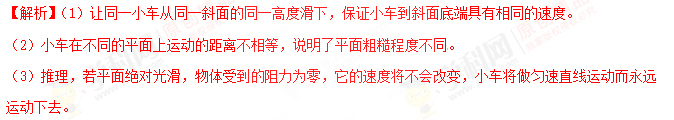 【解析】（1）让同一小车从同一斜面的同一高度滑下，保证小车到斜面底端具有相同的速度。
（2）小车在不同的平面上运动的距离不相等，说明了平面粗糙程度不同。
（3）推理，若平面绝对光滑，物体受到的阻力为零，它的速度将不会改变，小车将做匀速直线运动而永远
运动下去。